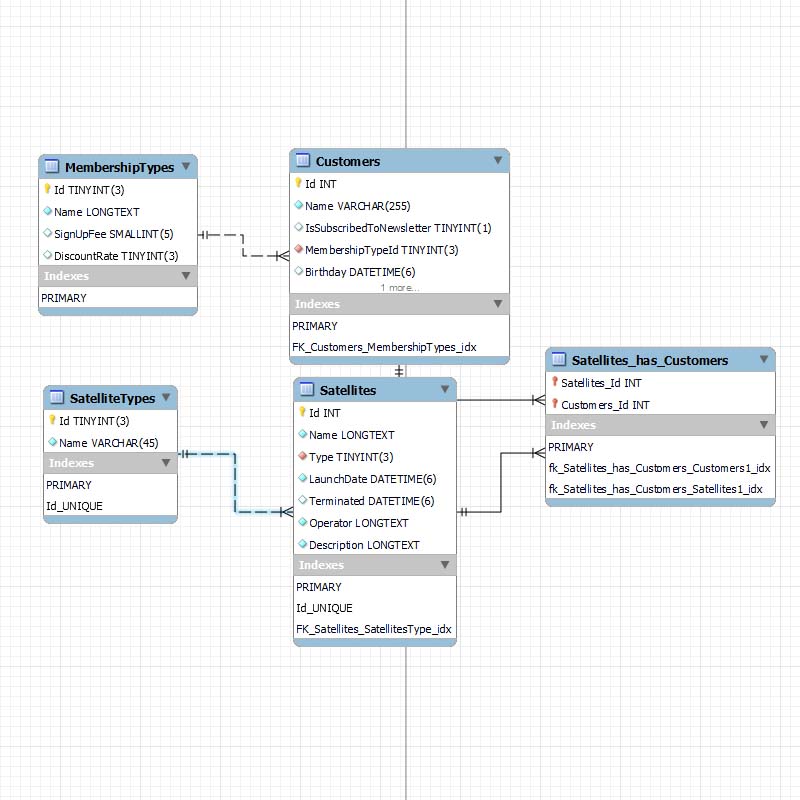 MembershipTypes
Id TINYINT(3)
Name LONGTEXT
SignUpFee SMALLINT(5)
DiscountRate TINYINT(3)
Indexes
PRIMARY
Customers
Id INT
Name VARCHAR(255)
IsSubscribedToNewsletter TINYINT(1)
MembershipTypeId TINYINT(3)
Birthday DATETIME(6)
1 more...
Indexes
PRIMARY
FK_Customers_MembershipTypes_idx
SatelliteTypes
Id TINYINT(3)
Name VARCHAR(45)
Indexes
PRIMARY
Id_UNIQUE
Satellites
Id INT
Name LONGTEXT
Type TINYINT(3)
LaunchDate DATETIME(6)
Terminated DATETIME(6)
Operator LONGTEXT
Description LONGTEXT
Indexes
PRIMARY
Id_UNIQUE
FK_Satellites_SatellitesType_idx
Satellites_has_Customers
Satellites_Id INT
Customers_Id INT
Indexes
PRIMARY
fk_Satellites_has_Customers_Customers1_idx
fk_Satellites_has_Customers_Satellites1_idx